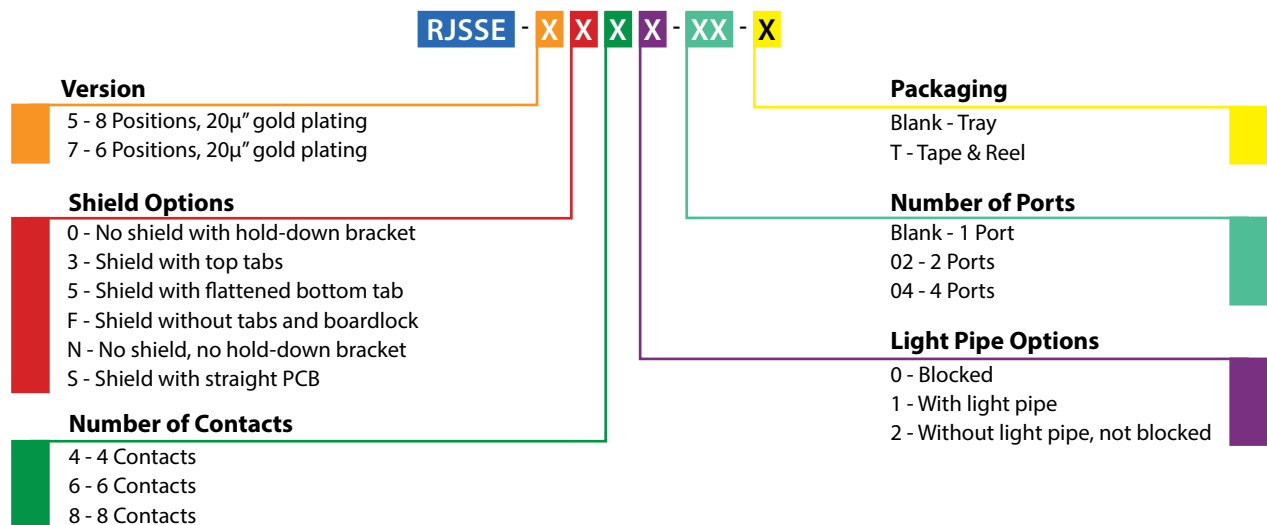 RJSSE - X X X X - XX - X
Version
5 - 8 Positions, 20µ” gold plating
7 - 6 Positions, 20µ” gold plating
Shield Options
0 - No shield with hold-down bracket
3 - Shield with top tabs
5 - Shield with flattened bottom tab
F - Shield without tabs and boardlock
N - No shield, no hold-down bracket
S - Shield with straight PCB
Number of Contacts
4 - 4 Contacts
6 - 6 Contacts
8 - 8 Contacts
Packaging
Blank - Tray
T - Tape & Reel
Number of Ports
Blank - 1 Port
02 - 2 Ports
04 - 4 Ports
Light Pipe Options
0 - Blocked
1 - With light pipe
2 - Without light pipe, not blocked